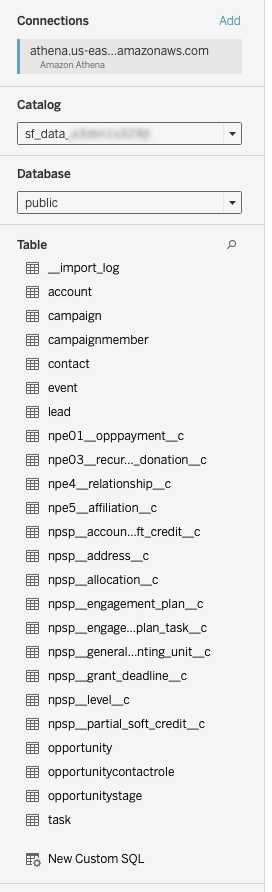 Connections Add
athena.us-eas...amazonaws.com
Amazon Athena
Catalog
sf_data_
Database
public
Table
__import_log
account
campaign
campaignmember
contact
event
lead
npe01__opppayment__c
npe03__recur..._donation__c
npe4__relationship__c
npe5__affiliation__c
npsp__accoun...ft_credit__c
npsp__address__c
npsp__allocation__c
npsp__engagement_plan__c
npsp__engage...plan_task__c
npsp__general...nting_unit__c
npsp__grant_deadline__c
npsp__level__c
npsp__partial_soft_credit__c
opportunity
opportunitycontactrole
opportunitystage
task
New Custom SQL